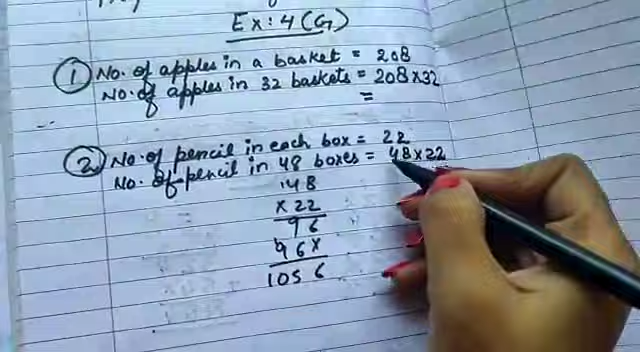 Ex: 4 (G)
① No. of apples in a basket = 208
No. of apples in 32 baskets = 208 x 32
=
② No. of pencil in each box = 22
No. of pencil in 48 boxes = 48 x 22
48
x 22
96
96x
1056